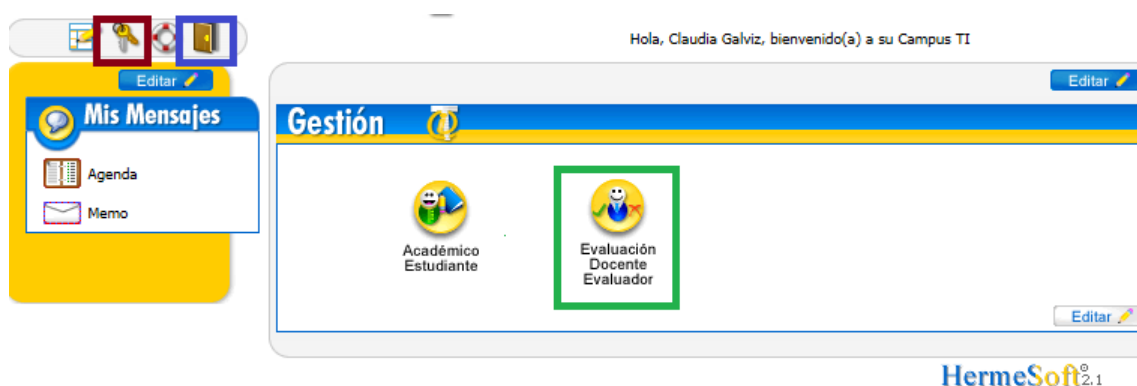 Hola, Claudia Galviz, bienvenido(a) a su Campus TI
Editar
Editar
Mis Mensajes
Gestión
Agenda
Memo
Académico
Estudiante
Evaluación
Docente
Evaluador
Editar
HermeSoft® 2.1